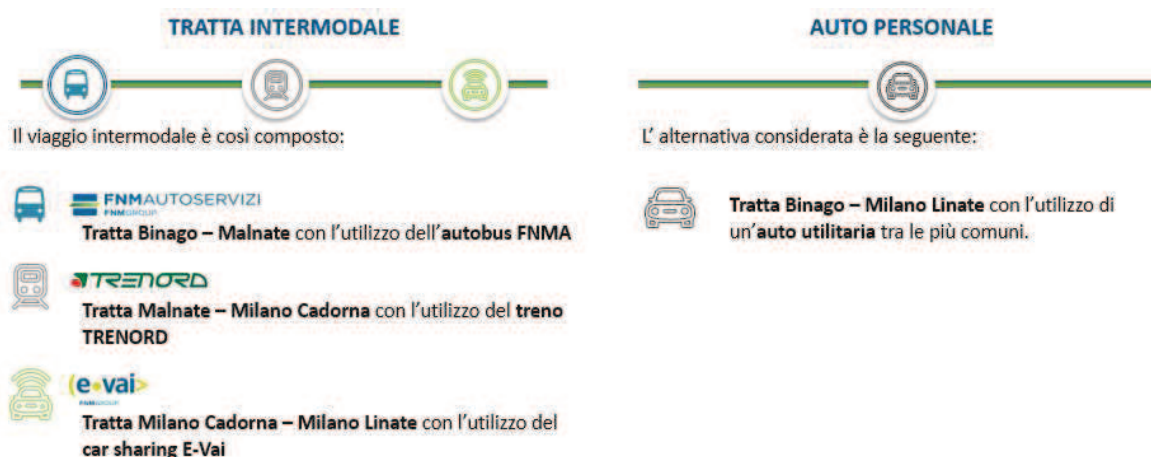 TRATTA INTERMODALE
Il viaggio intermodale è così composto:
FNMAUTOSERVIZI
FNMGROUP
Tratta Binago – Malnate con l'utilizzo dell'autobus FNMA
TRENORD
Tratta Malnate – Milano Cadorna con l'utilizzo del treno
TRENORD
e-vai
FNMGROUP
Tratta Milano Cadorna – Milano Linate con l'utilizzo del
car sharing E-Vai
AUTO PERSONALE
L' alternativa considerata è la seguente:
Tratta Binago – Milano Linate con l'utilizzo di
un'auto utilitaria tra le più comuni.